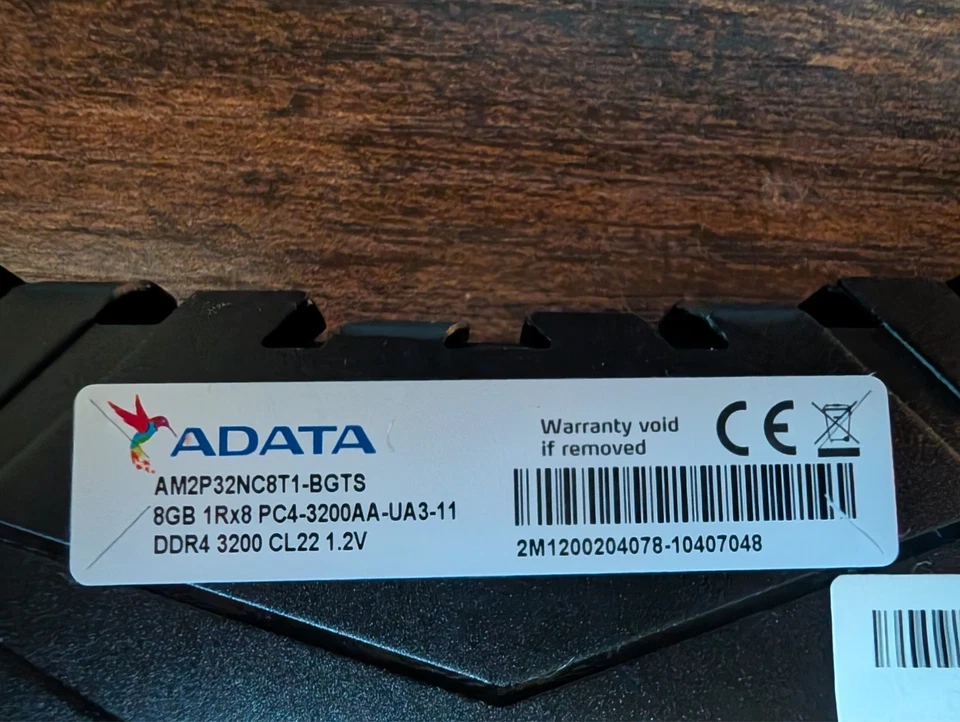 ADATA
AM2P32NC8T1-BGTS
8GB 1Rx8 PC4-3200AA-UA3-11
DDR4 3200 CL22 1.2V
Warranty void
if removed
CE
2M1200204078-10407048